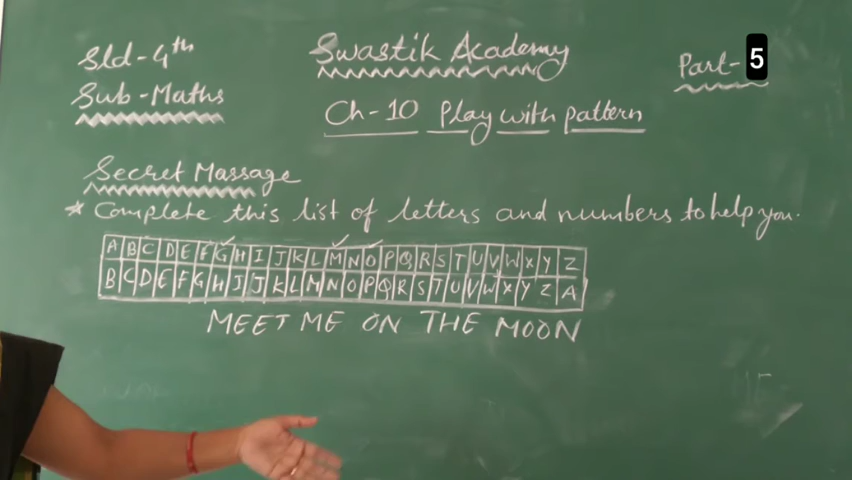 Std-4th
Swastik Academy
Part-5
Sub-Maths
Ch-10 Play with pattern
Secret Massage
* Complete this list of letters and numbers to help you.
A B C D E F G H I J K L M N O P Q R S T U V W X Y Z
B C D E F G H I J K L M N O P Q R S T U V W X Y Z A
MEET ME ON THE MOON